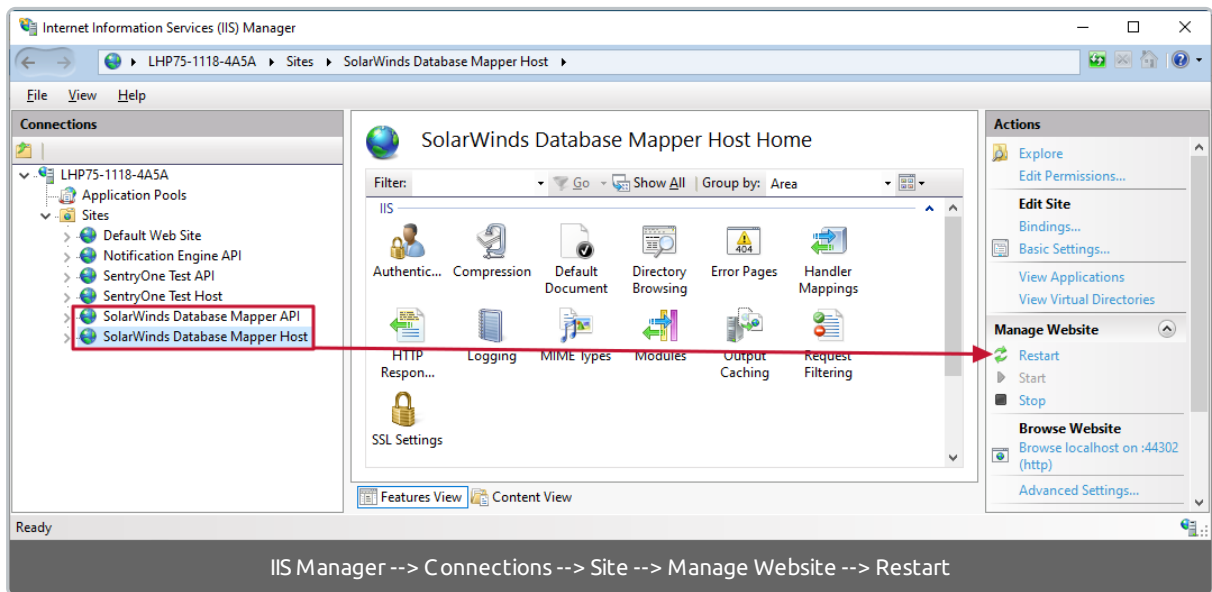 Internet Information Services (IIS) Manager
LHP75-1118-4A5A Sites SolarWinds Database Mapper Host
File View Help
Connections
LHP75-1118-4A5A
Application Pools
Sites
Default Web Site
Notification Engine API
SentryOne Test API
SentryOne Test Host
SolarWinds Database Mapper API
SolarWinds Database Mapper Host
SolarWinds Database Mapper Host Home
Filter: Go Show All Group by: Area
IIS
Authentic... Compression Default Document Directory Browsing Error Pages Handler Mappings
404
HTTP Respon... Logging MIME Types Modules Output Caching Request Filtering
SSL Settings
Features View Content View
Actions
Explore
Edit Permissions...
Edit Site
Bindings...
Basic Settings...
View Applications
View Virtual Directories
Manage Website
Restart
Start
Stop
Browse Website
Browse localhost on :44302
(http)
Advanced Settings...
Ready
IIS Manager --> Connections --> Site --> Manage Website --> Restart